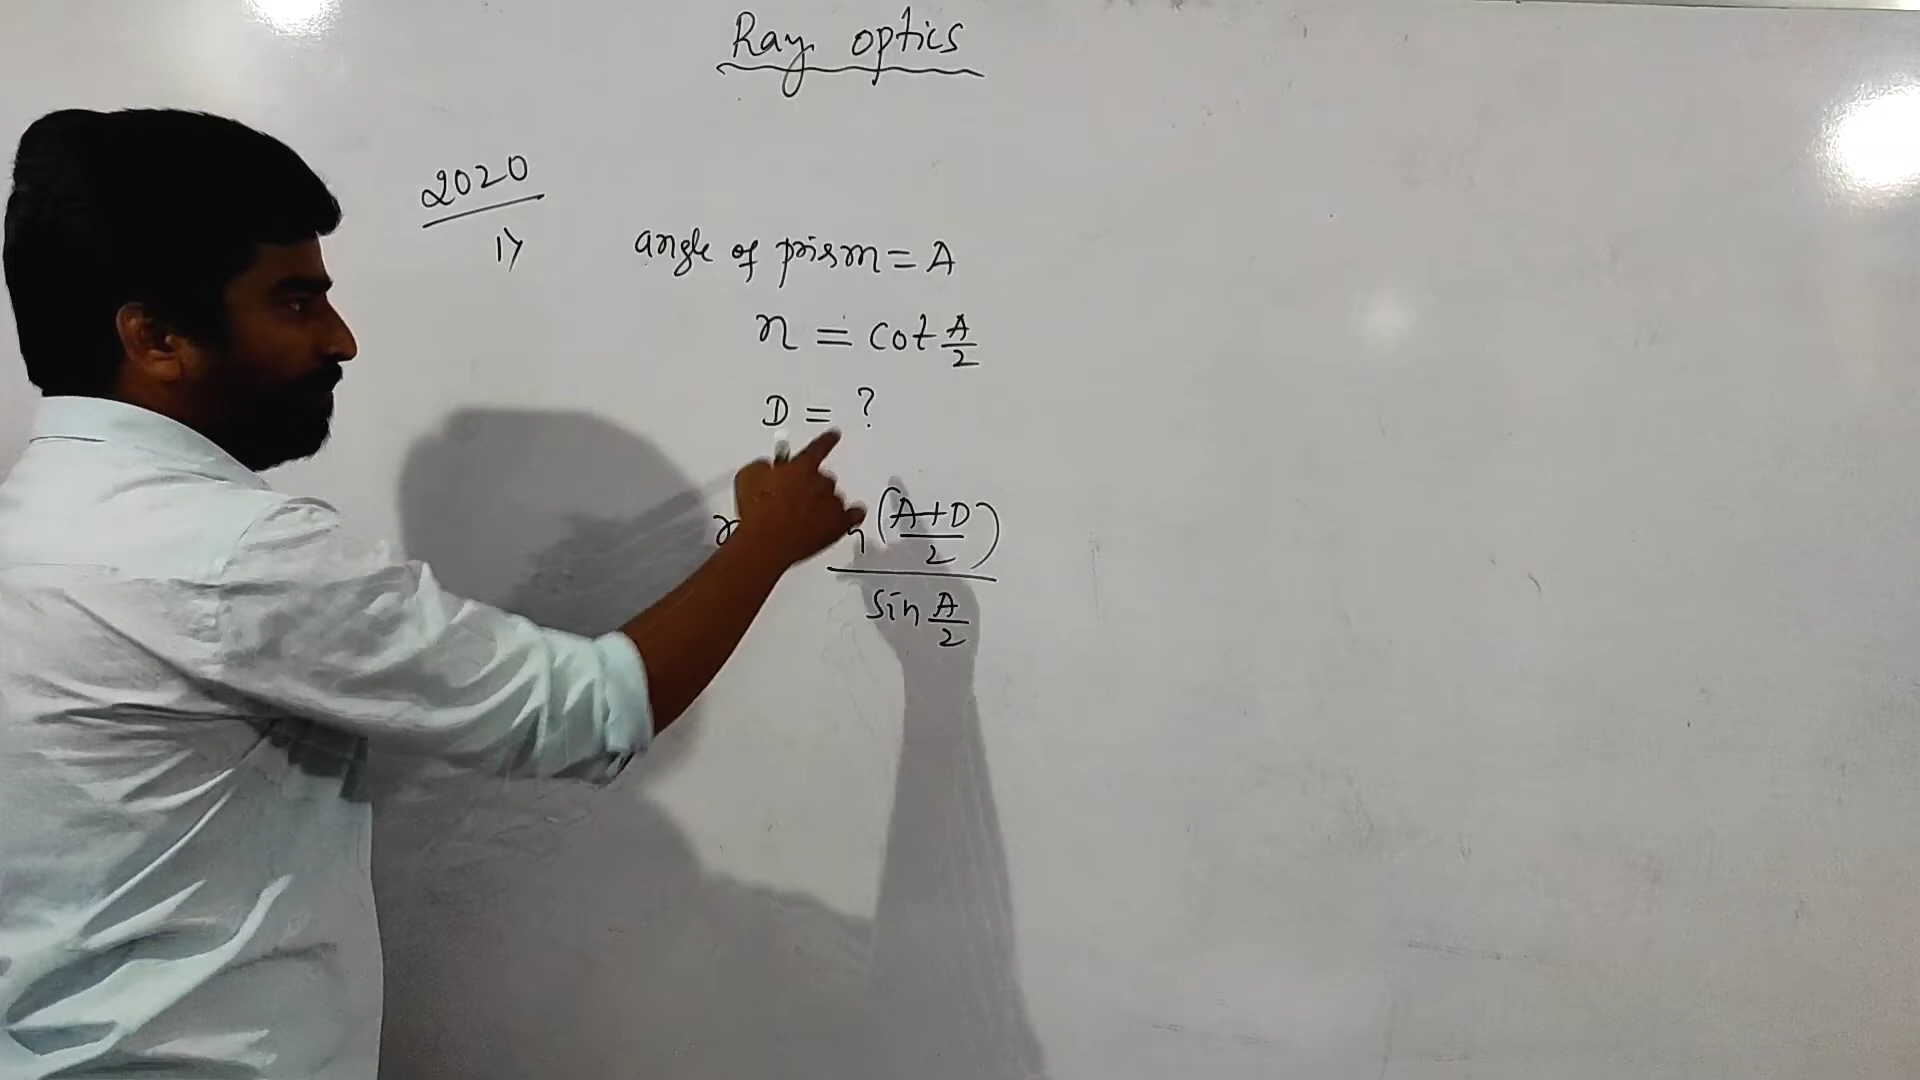 Ray optics
2020
1) angle of prism = A
n = cot A/2
D = ?
(A+D/2)
sin A/2